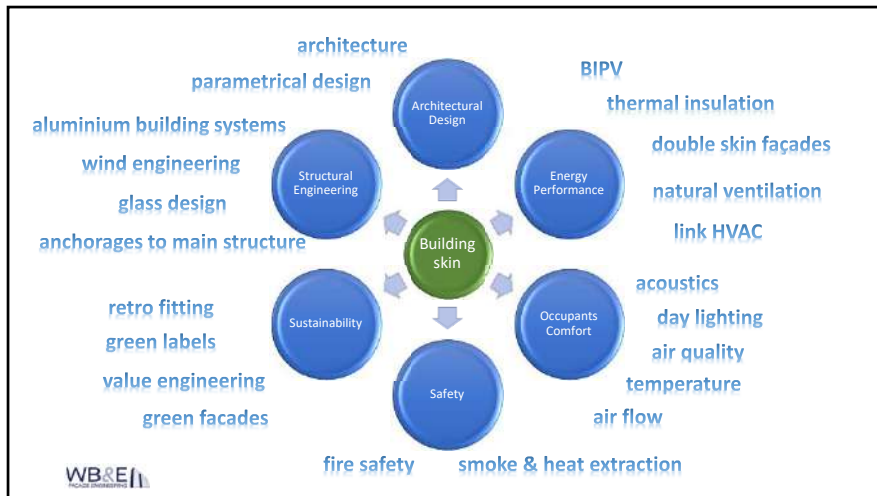 architecture
parametrical design
Architectural
Design
BIPV
thermal insulation
double skin façades
natural ventilation
link HVAC
Energy
Performance
aluminium building systems
wind engineering
glass design
anchorages to main structure
Structural
Engineering
Building
skin
retro fitting
green labels
value engineering
green facades
Sustainability
acoustics
day lighting
air quality
temperature
air flow
Occupants
Comfort
Safety
fire safety
smoke & heat extraction
WB&E
FAÇADE ENGINEERING